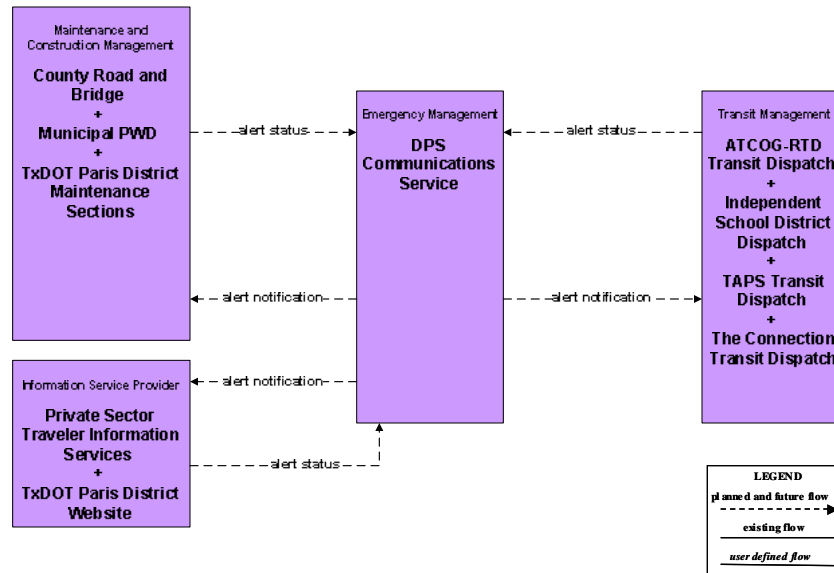 Maintenance and
Construction Management
County Road and
Bridge
+
Municipal PWD
+
TxDOT Paris District
Maintenance
Sections
alert status
alert notification
Emergency Management
DPS
Communications
Service
alert status
alert notification
Transit Management
ATCOG-RTD
Transit Dispatch
+
Independent
School District
Dispatch
+
TAPS Transit
Dispatch
+
The Connection
Transit Dispatch
Information Service Provider
Private Sector
Traveler Information
Services
+
TxDOT Paris District
Website
alert notification
alert status
LEGEND
planned and future flow
existing flow
user defined flow